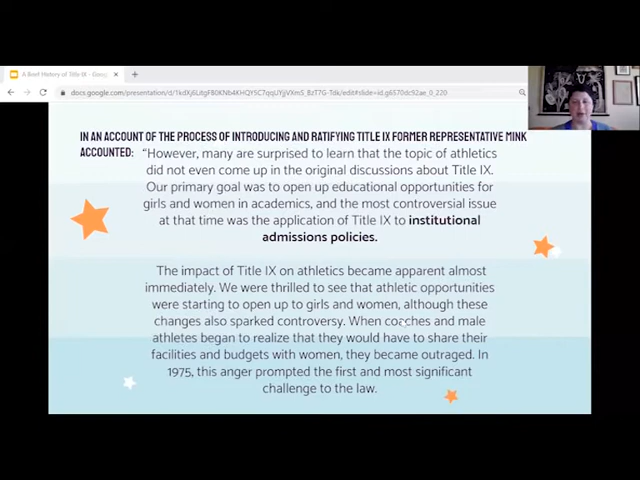 A Brief History of Title IX - Goog
docs.google.com/presentation/d/
IN AN ACCOUNT OF THE PROCESS OF INTRODUCING AND RATIFYING TITLE IX FORMER REPRESENTATIVE MINK
ACCOUNTED: "However, many are surprised to learn that the topic of athletics
did not even come up in the original discussions about Title IX.
Our primary goal was to open up educational opportunities for
girls and women in academics, and the most controversial issue
at that time was the application of Title IX to institutional
admissions policies.
The impact of Title IX on athletics became apparent almost
immediately. We were thrilled to see that athletic opportunities
were starting to open up to girls and women, although these
changes also sparked controversy. When coaches and male
athletes began to realize that they would have to share their
facilities and budgets with women, they became outraged. In
1975, this anger prompted the first and most significant
challenge to the law.